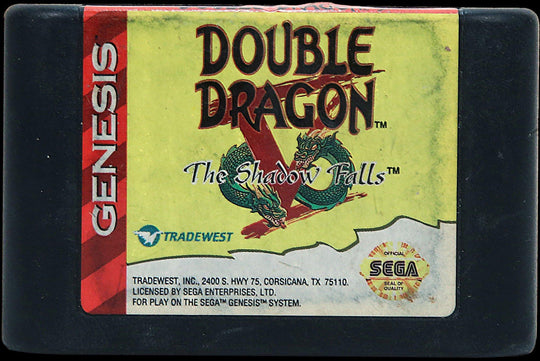 GENESIS
DOUBLE
DRAGON™
V
The Shadow Falls™
TRADEWEST
TRADEWEST, INC., 2400 S. HWY 75, CORSICANA, TX 75110.
LICENSED BY SEGA ENTERPRISES, LTD.
FOR PLAY ON THE SEGA™ GENESIS™ SYSTEM.
OFFICIAL
SEGA
SEAL OF
QUALITY